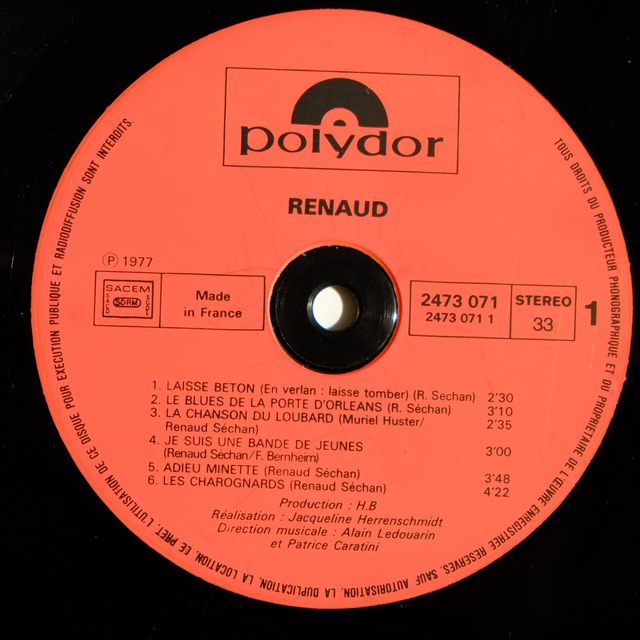 polydor
RENAUD
Ⓟ 1977
SACEM
SACD SDRM SGDL
Made
in France
2473 071
2473 071 1
STEREO
33
1
1. LAISSE BETON (En verlan : laisse tomber) (R. Séchan) 2'30
2. LE BLUES DE LA PORTE D'ORLEANS (R. Séchan) 3'10
3. LA CHANSON DU LOUBARD (Muriel Huster/ 2'35
Renaud Séchan)
4. JE SUIS UNE BANDE DE JEUNES
(Renaud Séchan/F. Bernheim) 3'00
5. ADIEU MINETTE (Renaud Séchan) 3'48
6. LES CHAROGNARDS (Renaud Séchan) 4'22
Production : H.B
Réalisation : Jacqueline Herrenschmidt
Direction musicale : Alain Ledouarin
et Patrice Caratini
TOUS DROITS DU PRODUCTEUR PHONOGRAPHIQUE ET DU PROPRIETAIRE DE L'ŒUVRE ENREGISTREE RESERVES. SAUF AUTORISATION, LA DUPLICATION, LA LOCATION, LE PRET, L'UTILISATION DE CE DISQUE POUR EXECUTION PUBLIQUE ET RADIODIFFUSION SONT INTERDITS.